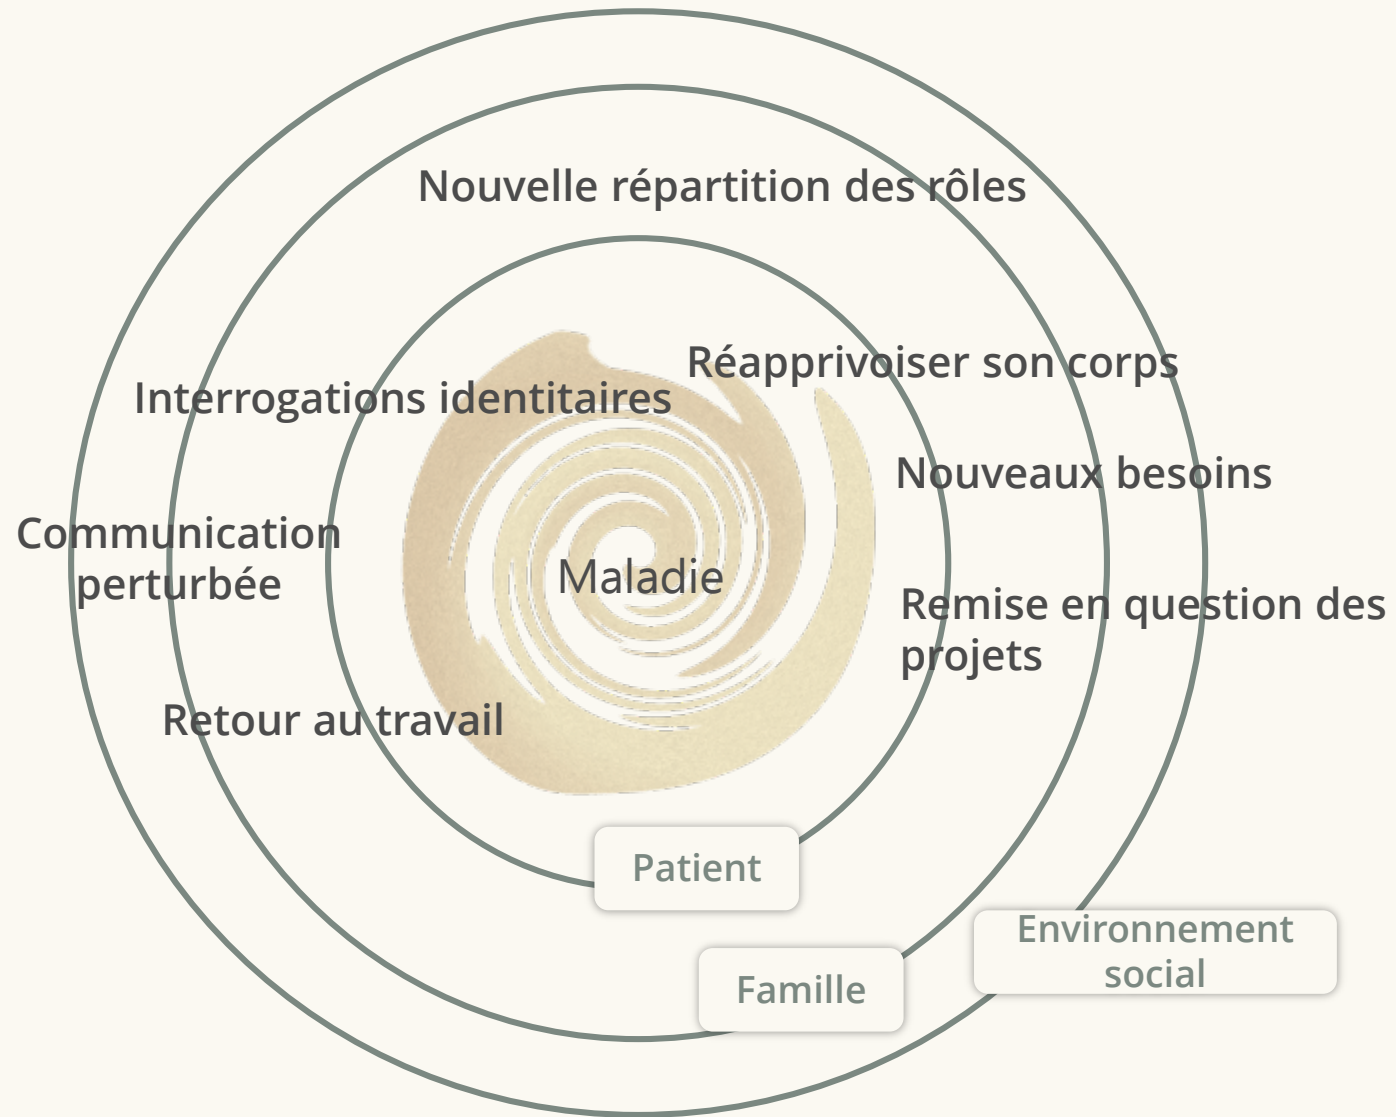 Nouvelle répartition des rôles
Réapprivoiser son corps
Interrogations identitaires
Nouveaux besoins
Communication
perturbée
Maladie
Remise en question des
projets
Retour au travail
Patient
Famille
Environnement
social